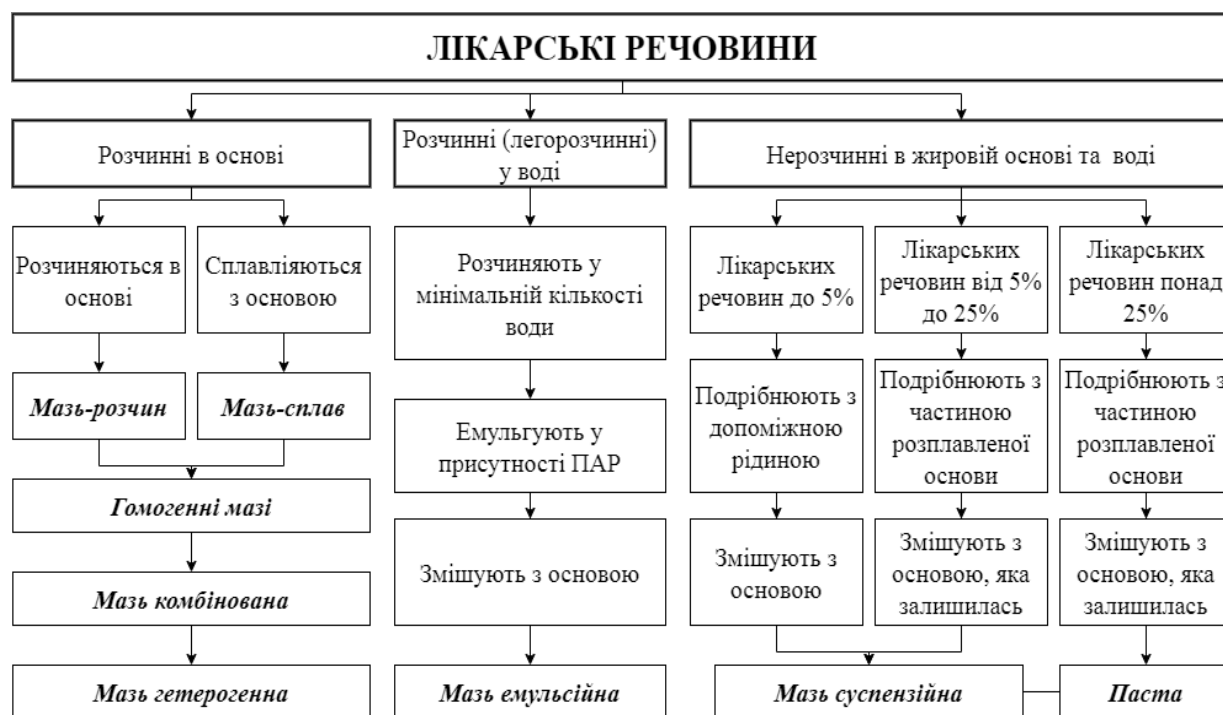 ЛІКАРСЬКІ РЕЧОВИНИ
Розчинні в основі
Розчинні (легорозчинні)
у воді
Нерозчинні в жировій основі та воді
Розчиняються в
основі
Сплавліяються
з основою
Розчиняють у
мінімальній кількості
води
Лікарських
речовин до 5%
Лікарських
речовин від 5%
до 25%
Лікарських
речовин понад
25%
Мазь-розчин
Мазь-сплав
Емульгують у
присутності ПАР
Подрібнюють з
допоміжною
рідиною
Подрібнюють з
частиною
розплавленої
основи
Подрібнюють з
частиною
розплавленої
основи
Гомогенні мазі
Змішують з основою
Змішують з
основою
Змішують з
основою, яка
залишилась
Змішують з
основою, яка
залишилась
Мазь комбінована
Мазь гетерогенна
Мазь емульсійна
Мазь суспензійна
Паста